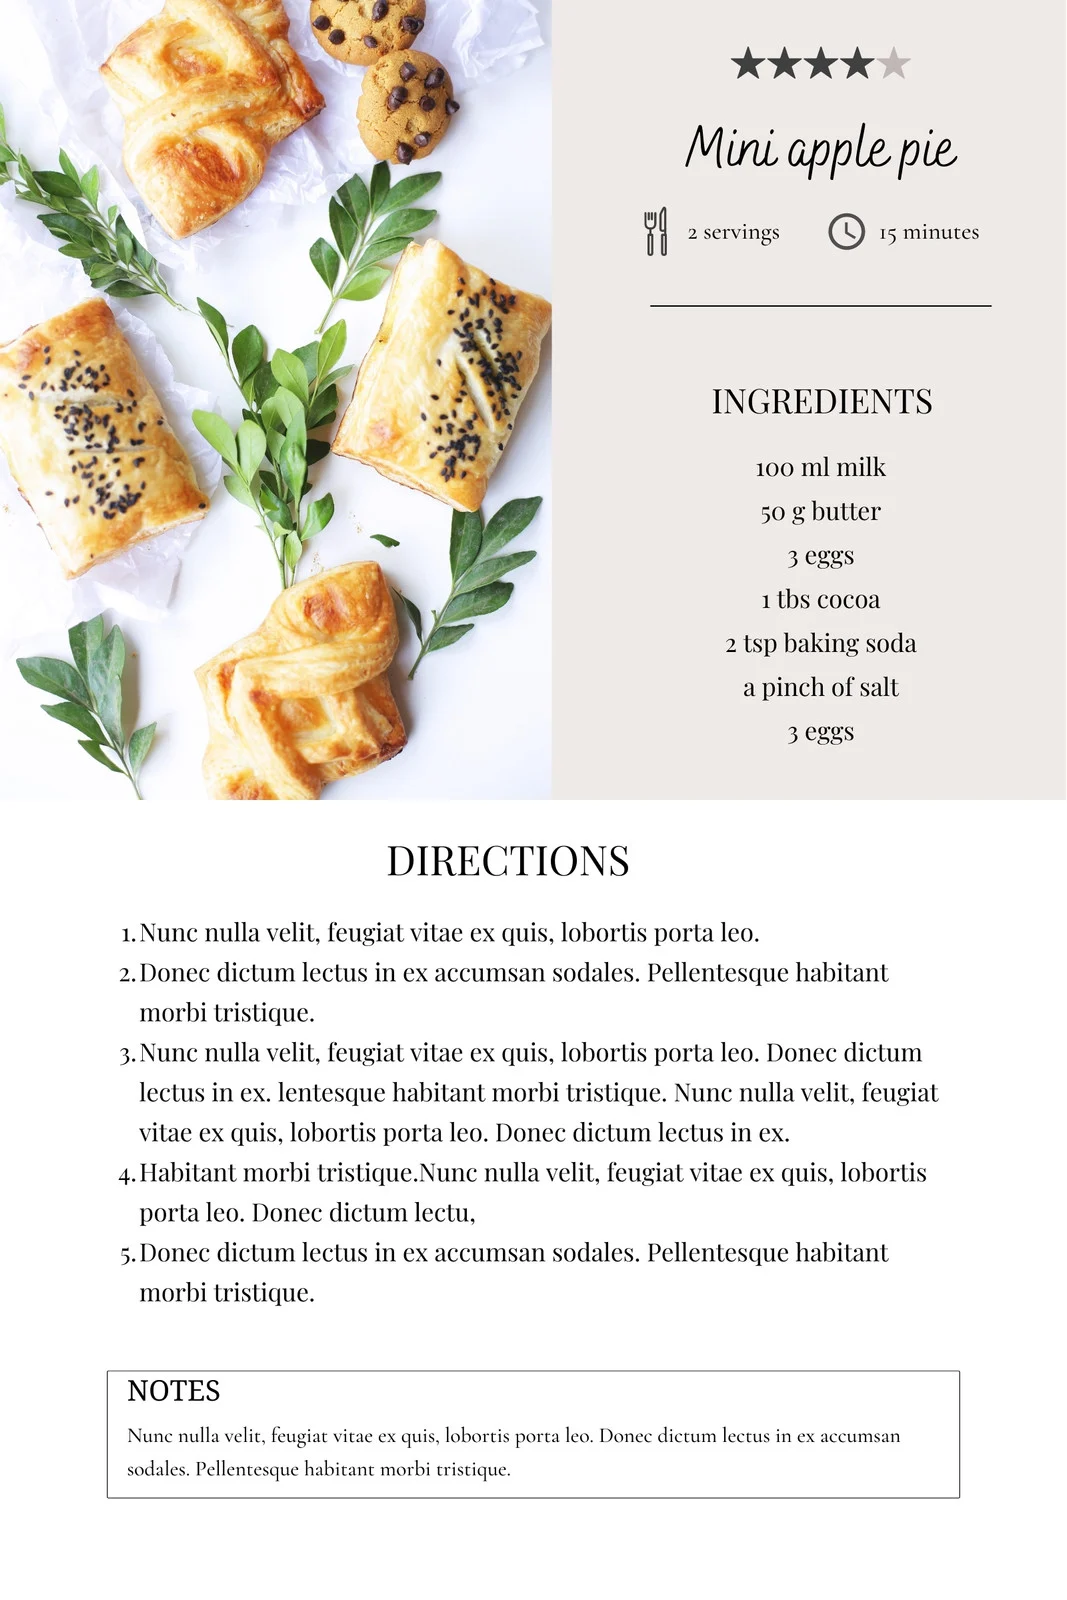 Mini apple pie
2 servings
15 minutes
INGREDIENTS
100 ml milk
50 g butter
3 eggs
1 tbs cocoa
2 tsp baking soda
a pinch of salt
3 eggs
DIRECTIONS
1. Nunc nulla velit, feugiat vitae ex quis, lobortis porta leo.
2. Donec dictum lectus in ex accumsan sodales. Pellentesque habitant
morbi tristique.
3. Nunc nulla velit, feugiat vitae ex quis, lobortis porta leo. Donec dictum
lectus in ex. lentesque habitant morbi tristique. Nunc nulla velit, feugiat
vitae ex quis, lobortis porta leo. Donec dictum lectus in ex.
4. Habitant morbi tristique.Nunc nulla velit, feugiat vitae ex quis, lobortis
porta leo. Donec dictum lectu,
5. Donec dictum lectus in ex accumsan sodales. Pellentesque habitant
morbi tristique.
NOTES
Nunc nulla velit, feugiat vitae ex quis, lobortis porta leo. Donec dictum lectus in ex accumsan
sodales. Pellentesque habitant morbi tristique.